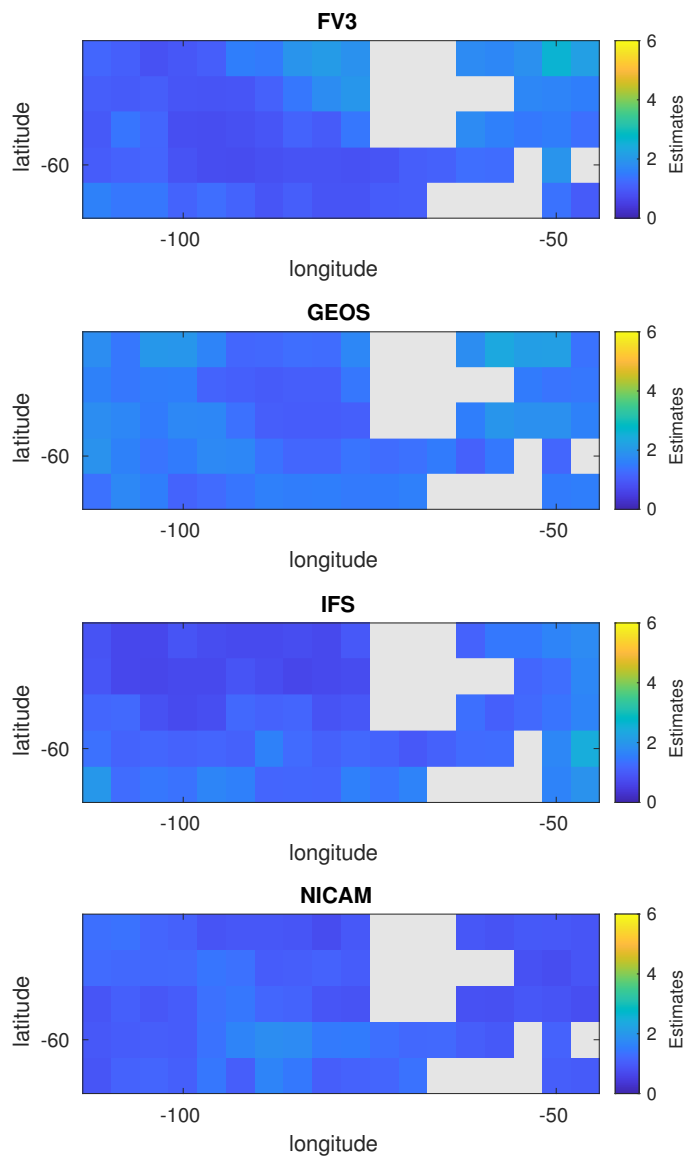 FV3
latitude
-60
-100
-50
longitude
6
4
2
0
Estimates
GEOS
latitude
-60
-100
-50
longitude
6
4
2
0
Estimates
IFS
latitude
-60
-100
-50
longitude
6
4
2
0
Estimates
NICAM
latitude
-60
-100
-50
longitude
6
4
2
0
Estimates